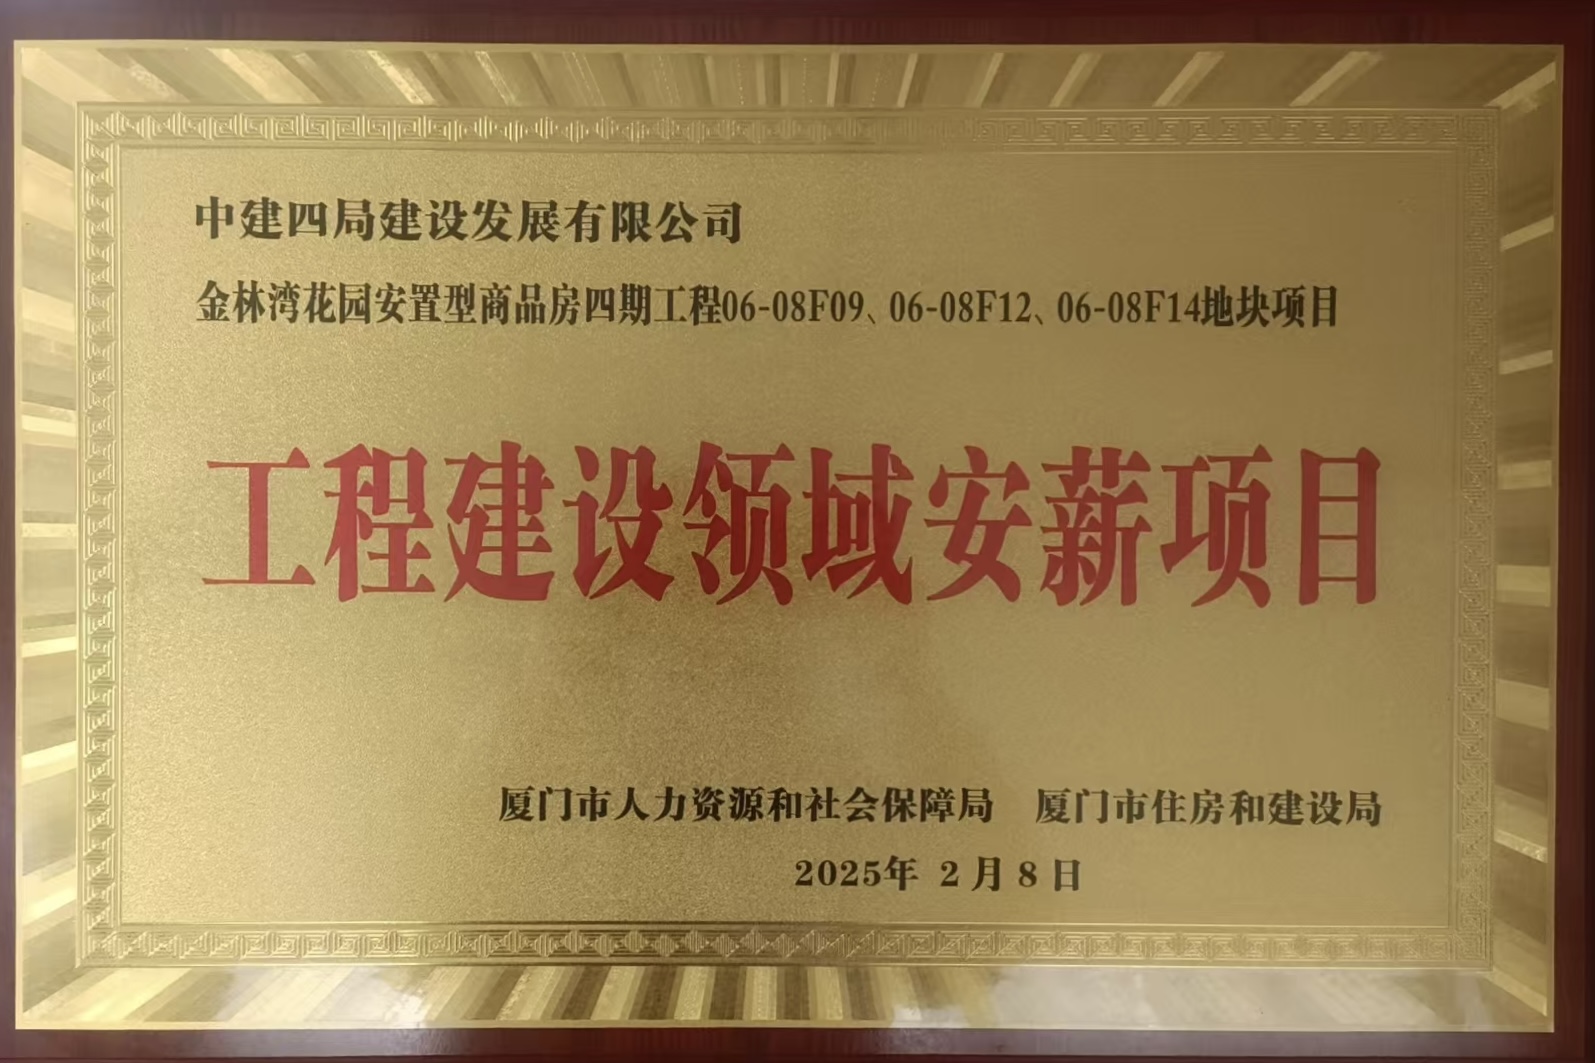 中建四局建设发展有限公司
金林湾花园安置型商品房四期工程06-08F09、06-08F12、06-08F14地块项目
工程建设领域安薪项目
厦门市人力资源和社会保障局 厦门市住房和建设局
2025年 2 月 8 日